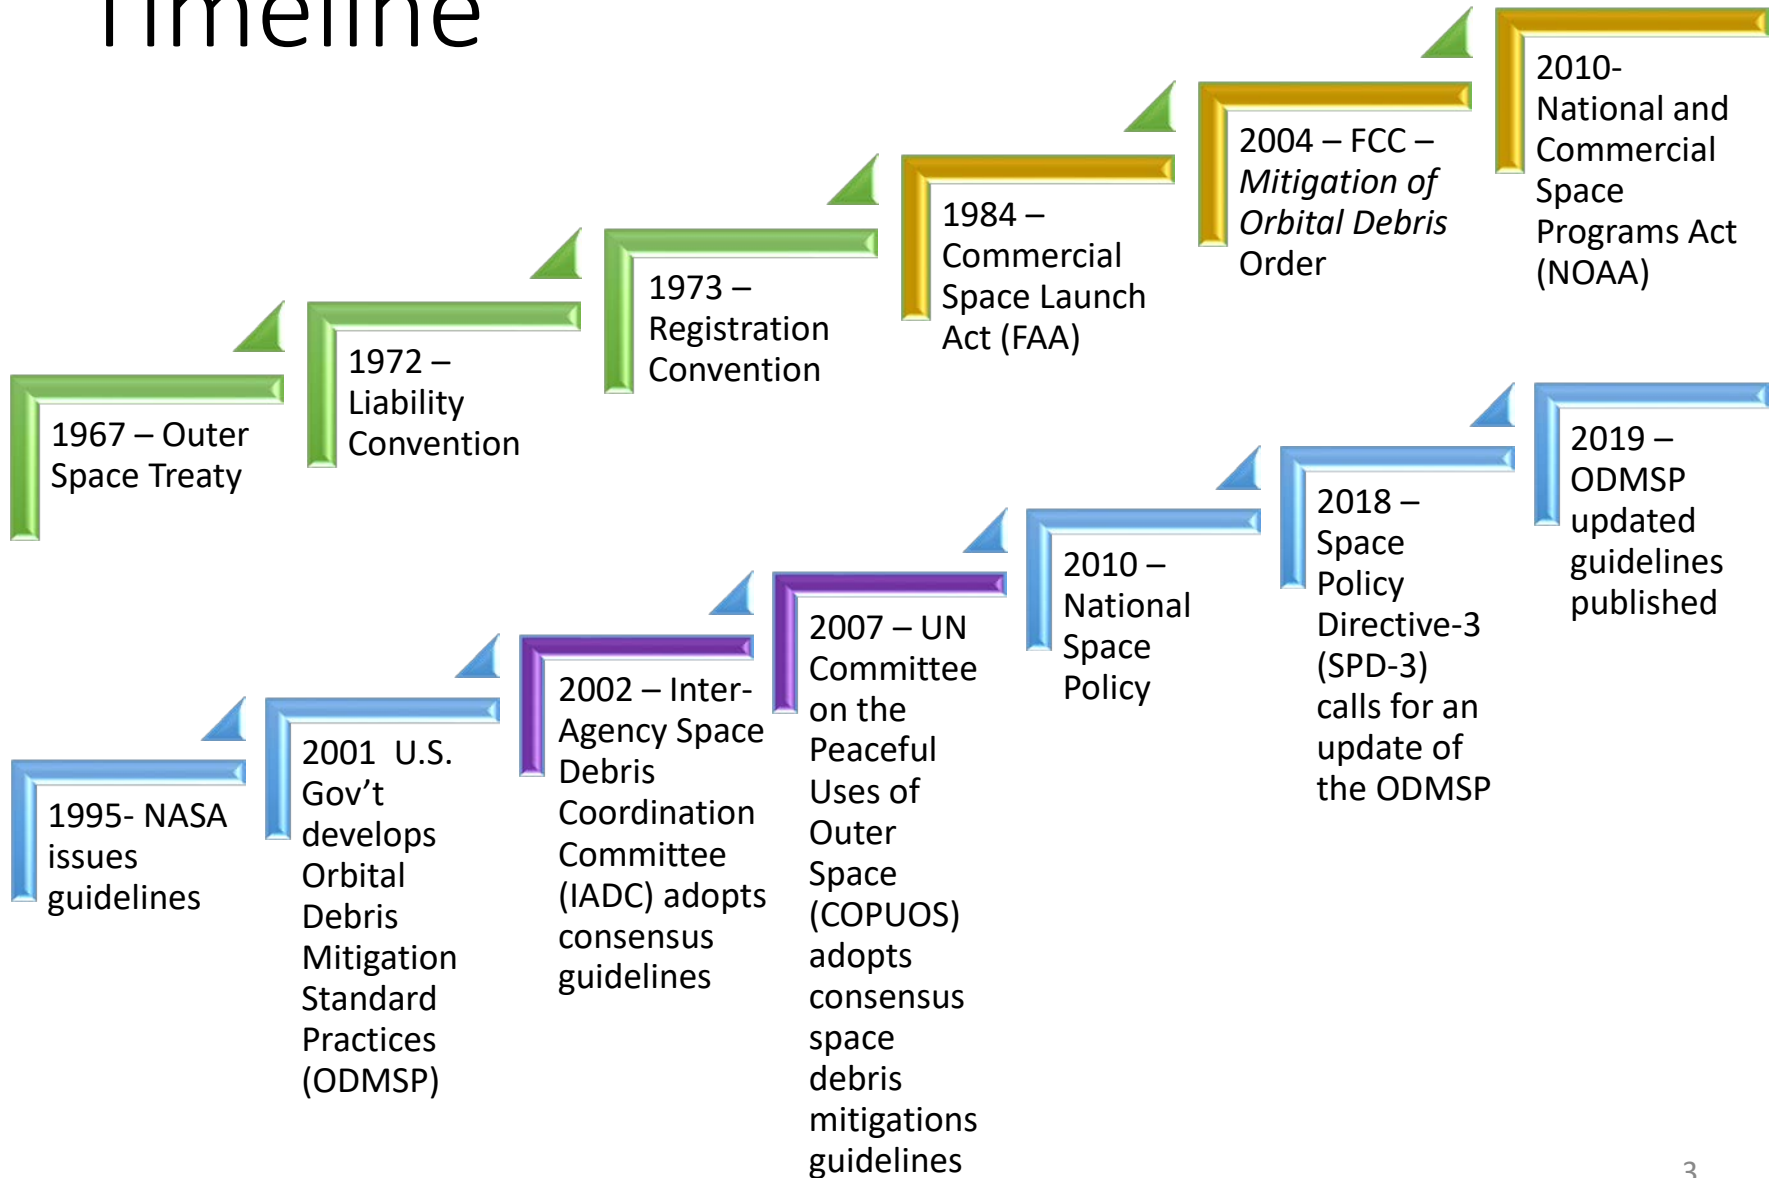 Timeline
1967 – Outer
Space Treaty
1972 –
Liability
Convention
1973 –
Registration
Convention
1984 –
Commercial
Space Launch
Act (FAA)
2004 – FCC –
Mitigation of
Orbital Debris
Order
2010-
National and
Commercial
Space
Programs Act
(NOAA)
1995- NASA
issues
guidelines
2001  U.S.
Gov’t
develops
Orbital
Debris
Mitigation
Standard
Practices
(ODMSP)
2002 – Inter-
Agency Space
Debris
Coordination
Committee
(IADC) adopts
consensus
guidelines
2007 – UN
Committee
on the
Peaceful
Uses of
Outer
Space
(COPUOS)
adopts
consensus
space
debris
mitigations
guidelines
2010 –
National
Space
Policy
2018 –
Space
Policy
Directive-3
(SPD-3)
calls for an
update of
the ODMSP
2019 –
ODMSP
updated
guidelines
published
3